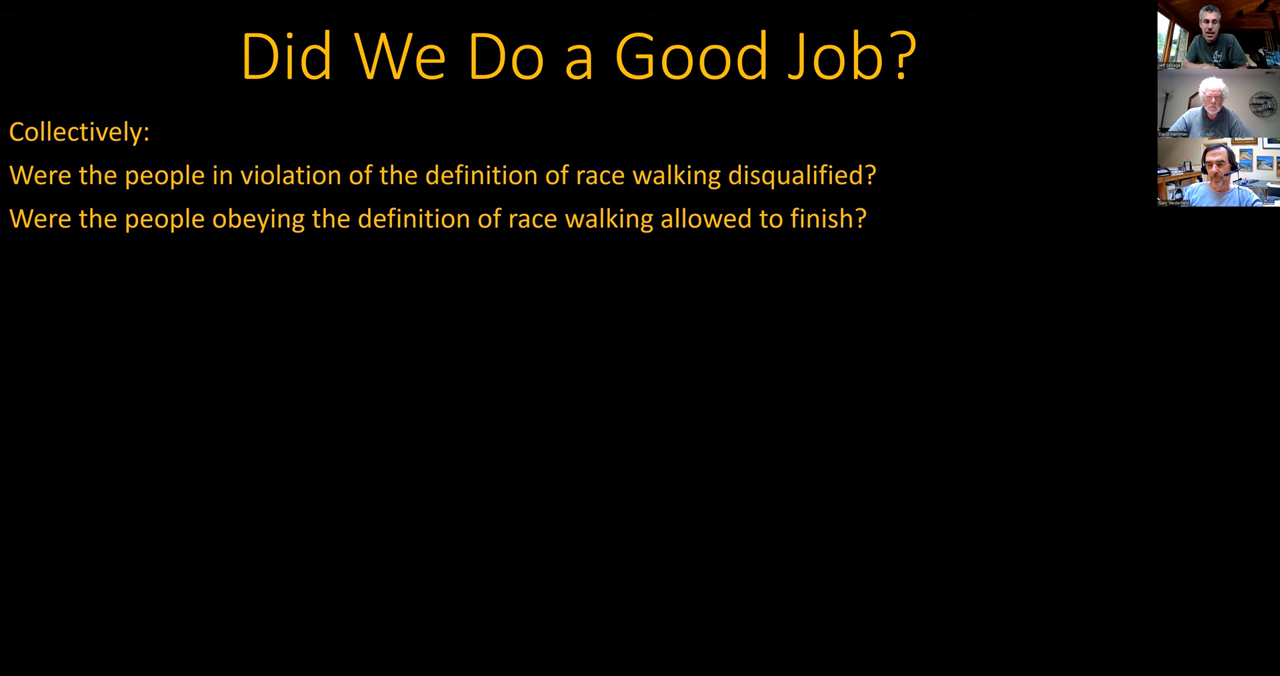 Did We Do a Good Job?
Collectively:
Were the people in violation of the definition of race walking disqualified?
Were the people obeying the definition of race walking allowed to finish?